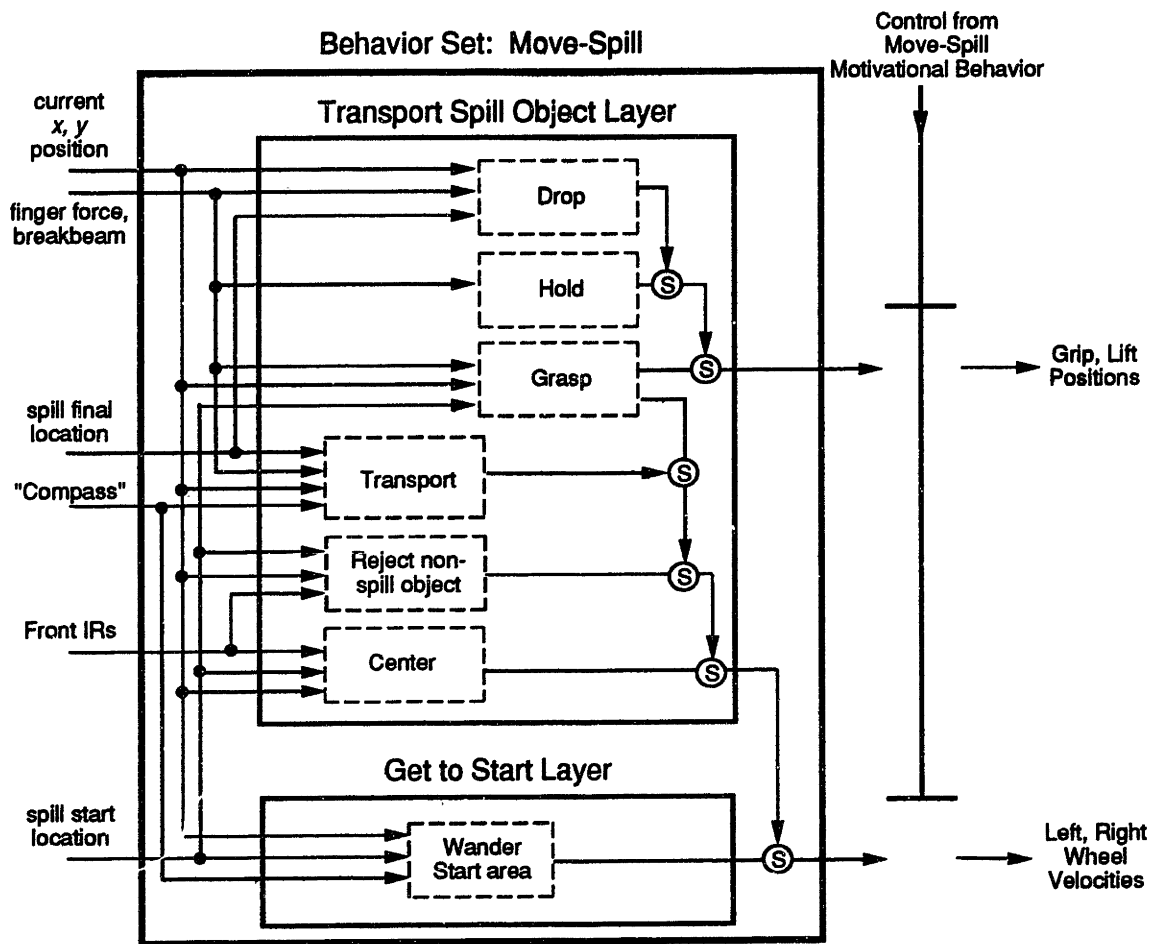 Behavior Set: Move-Spill
Control from
Move-Spill
Motivational Behavior
current
x, y
position
Transport Spill Object Layer
finger force,
breakbeam
Drop
S
Hold
S
Grasp
Grip, Lift
Positions
spill final
location
S
Transport
"Compass"
Reject non-
spill object
S
Front IRs
Center
S
Get to Start Layer
spill start
location
Wander
Start area
S
Left, Right
Wheel
Velocities